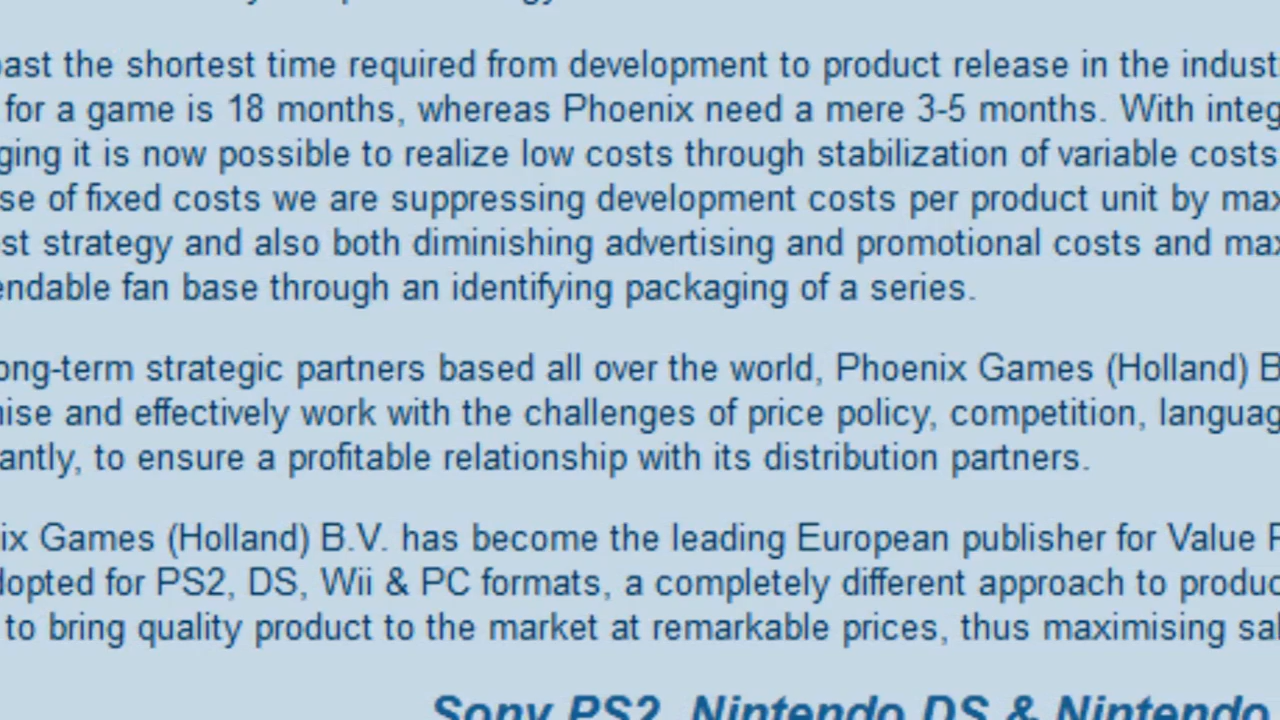 oast the shortest time required from development to product release in the indust
for a game is 18 months, whereas Phoenix need a mere 3-5 months. With integ
ging it is now possible to realize low costs through stabilization of variable costs
se of fixed costs we are suppressing development costs per product unit by max
st strategy and also both diminishing advertising and promotional costs and max
endable fan base through an identifying packaging of a series.
ong-term strategic partners based all over the world, Phoenix Games (Holland) B
nise and effectively work with the challenges of price policy, competition, languag
antly, to ensure a profitable relationship with its distribution partners.
ix Games (Holland) B.V. has become the leading European publisher for Value P
dopted for PS2, DS, Wii & PC formats, a completely different approach to produc
to bring quality product to the market at remarkable prices, thus maximising sal
Sony PS2, Nintendo DS & Nintendo